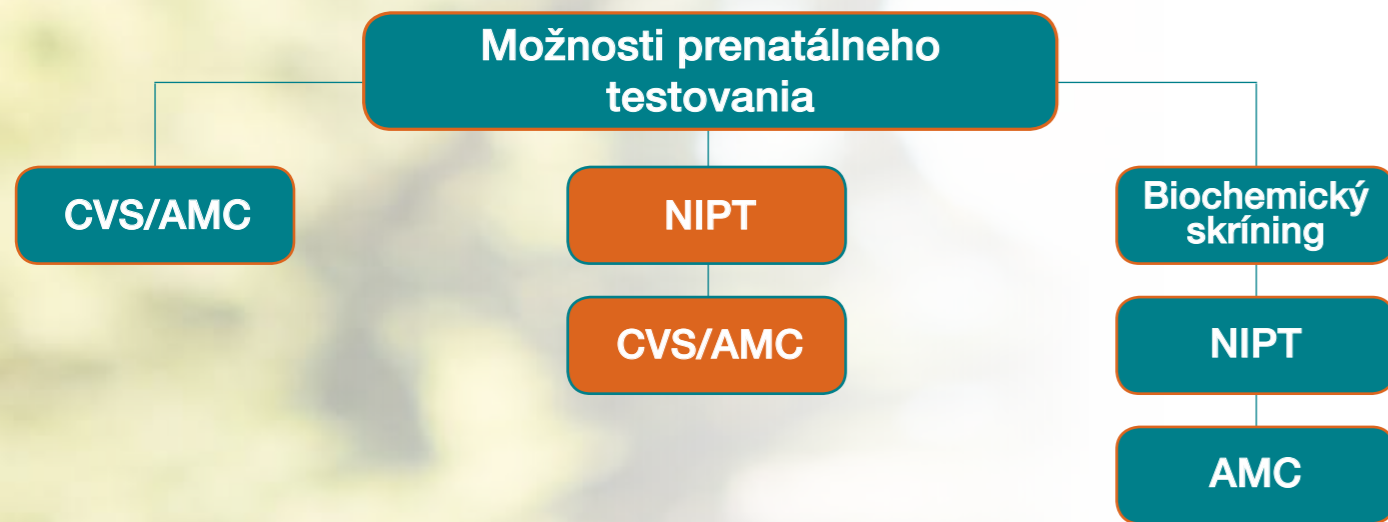 Možnosti prenatálneho
testovania
CVS/AMC
NIPT
CVS/AMC
Biochemický
skríning
NIPT
AMC